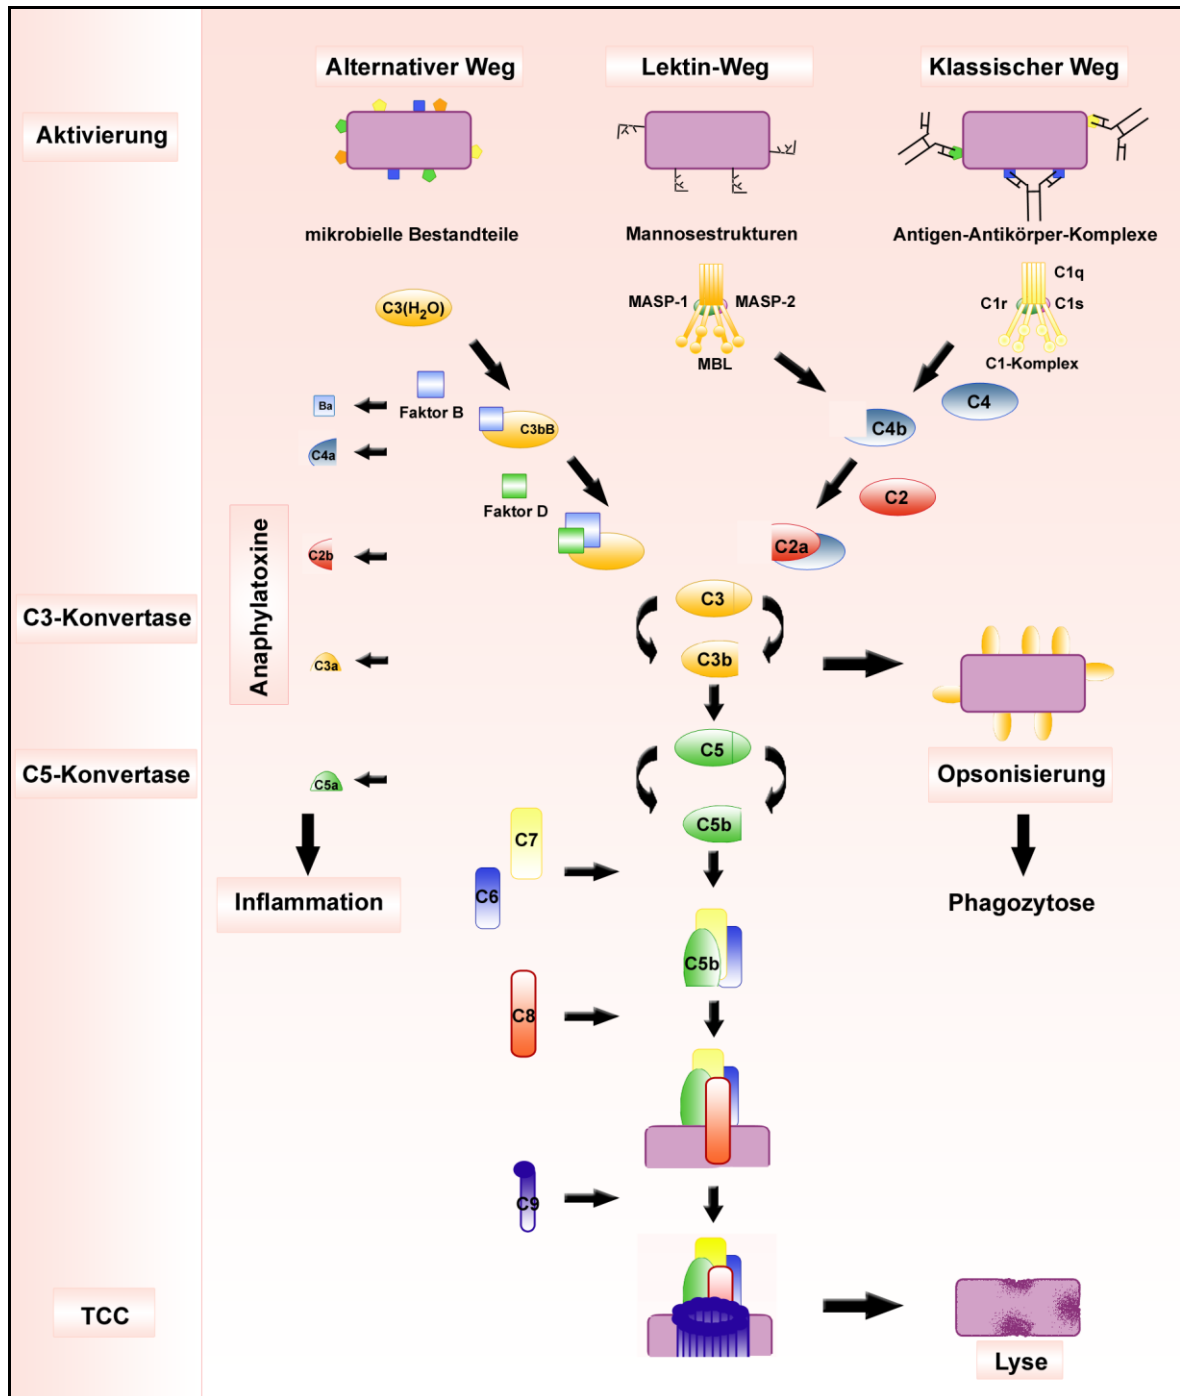 Alternativer Weg
Lektin-Weg
Klassischer Weg
Aktivierung
mikrobielle Bestandteile
Mannosestrukturen
Antigen-Antikörper-Komplexe
C3(H₂O)
MASP-1
MASP-2
MBL
C1q
C1r
C1s
C1-Komplex
Ba
Faktor B
C3bB
C4a
C4b
C4
Faktor D
C2
C2b
C2a
Anaphylatoxine
C3-Konvertase
C3
C3a
C3b
C5-Konvertase
C5
C5a
C5b
Opsonisierung
C7
C6
Inflammation
Phagozytose
C5b
C8
C9
TCC
Lyse